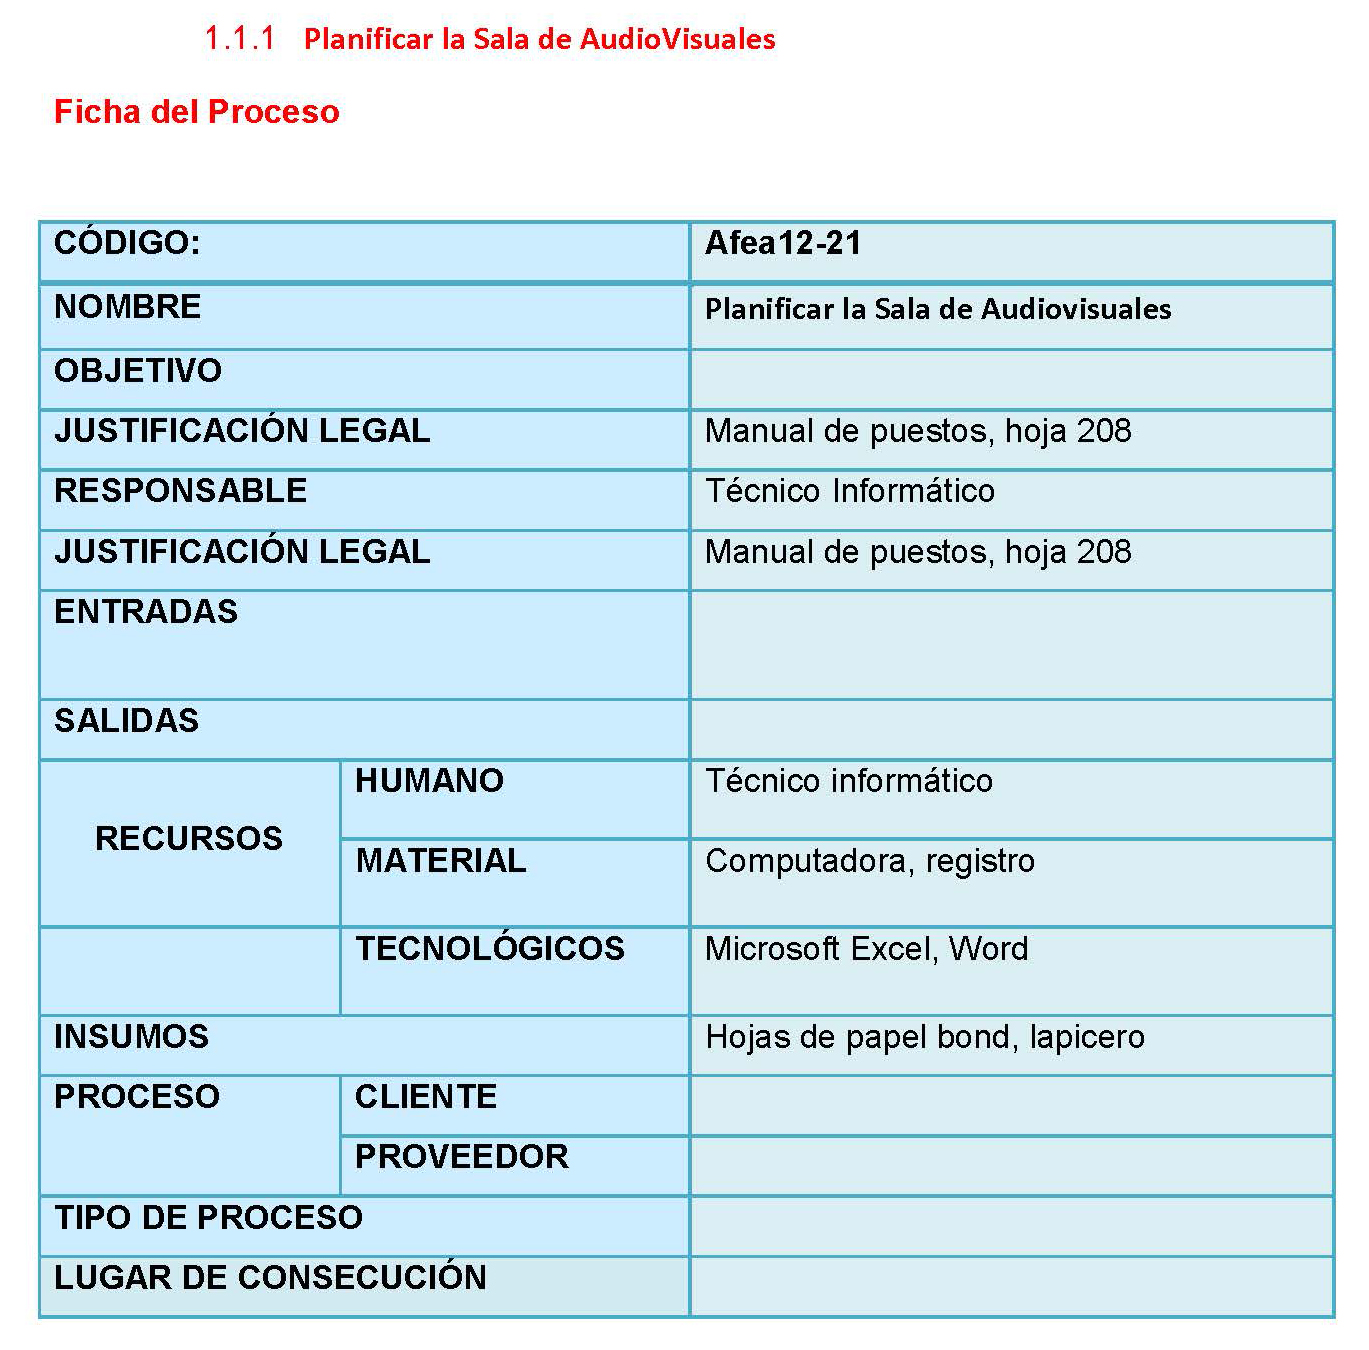 1.1.1 Planificar la Sala de AudioVisuales
Ficha del Proceso
CÓDIGO: Afea12-21
NOMBRE Planificar la Sala de Audiovisuales
OBJETIVO
JUSTIFICACIÓN LEGAL Manual de puestos, hoja 208
RESPONSABLE Técnico Informático
JUSTIFICACIÓN LEGAL Manual de puestos, hoja 208
ENTRADAS
SALIDAS
RECURSOS
HUMANO Técnico informático
MATERIAL Computadora, registro
TECNOLÓGICOS Microsoft Excel, Word
INSUMOS Hojas de papel bond, lapicero
PROCESO CLIENTE
PROVEEDOR
TIPO DE PROCESO
LUGAR DE CONSECUCIÓN